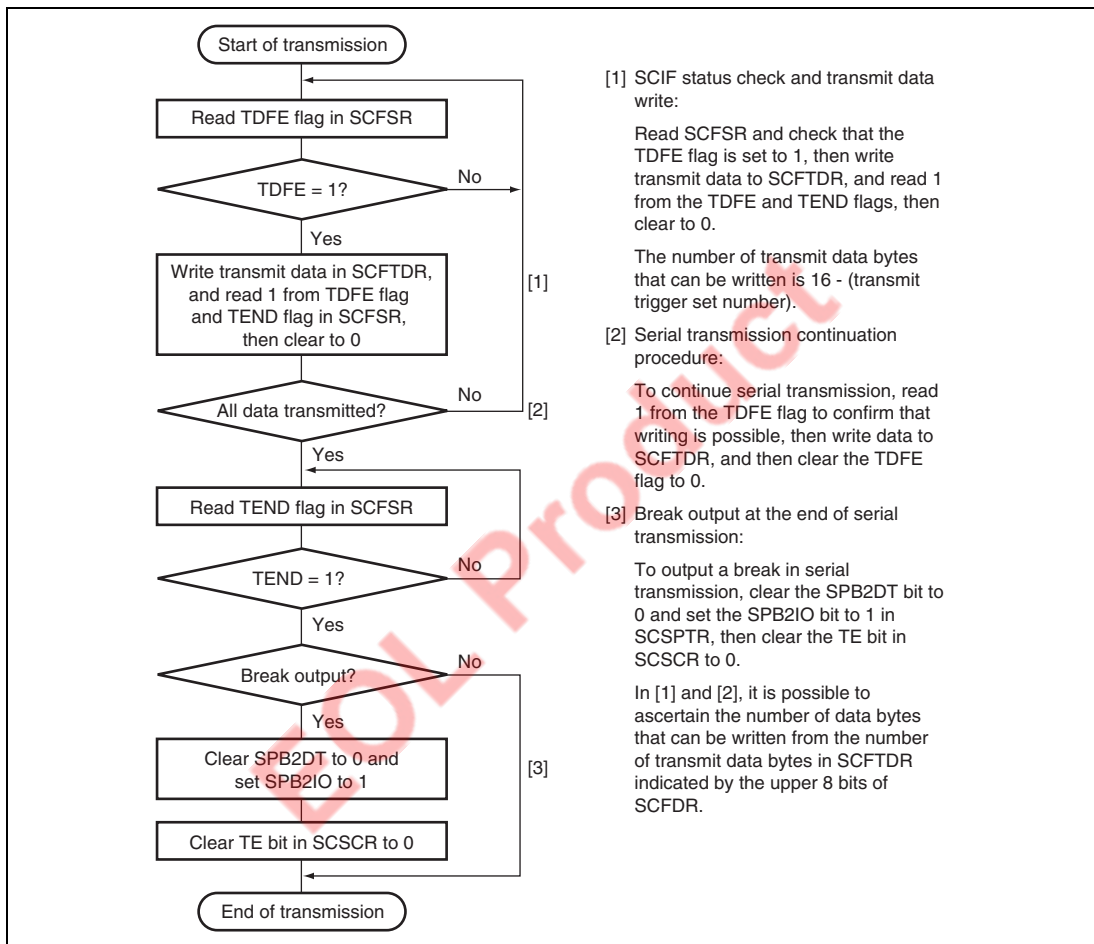 Start of transmission
Read TDFE flag in SCFSR
TDFE = 1?
No
Yes
Write transmit data in SCFTDR,
and read 1 from TDFE flag
and TEND flag in SCFSR,
then clear to 0
[1]
All data transmitted?
No
[2]
Yes
Read TEND flag in SCFSR
TEND = 1?
No
Yes
Break output?
No
Yes
Clear SPB2DT to 0 and
set SPB2IO to 1
[3]
Clear TE bit in SCSCR to 0
End of transmission
[1] SCIF status check and transmit data
write:
Read SCFSR and check that the
TDFE flag is set to 1, then write
transmit data to SCFTDR, and read 1
from the TDFE and TEND flags, then
clear to 0.
The number of transmit data bytes
that can be written is 16 - (transmit
trigger set number).
[2] Serial transmission continuation
procedure:
To continue serial transmission, read
1 from the TDFE flag to confirm that
writing is possible, then write data to
SCFTDR, and then clear the TDFE
flag to 0.
[3] Break output at the end of serial
transmission:
To output a break in serial
transmission, clear the SPB2DT bit to
0 and set the SPB2IO bit to 1 in
SCSPTR, then clear the TE bit in
SCSCR to 0.
In [1] and [2], it is possible to
ascertain the number of data bytes
that can be written from the number
of transmit data bytes in SCFTDR
indicated by the upper 8 bits of
SCFDR.
EOL Product